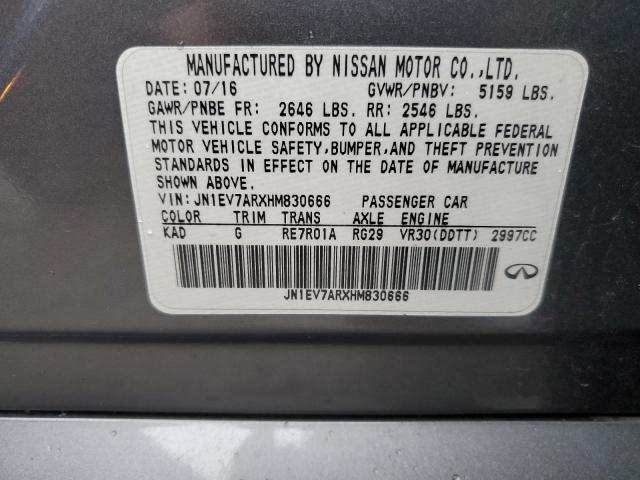 MANUFACTURED BY NISSAN MOTOR CO.,LTD.
DATE: 07/16 GVWR/PNBV: 5159 LBS.
GAWR/PNBE FR: 2646 LBS. RR: 2546 LBS.
THIS VEHICLE CONFORMS TO ALL APPLICABLE FEDERAL
MOTOR VEHICLE SAFETY,BUMPER,AND THEFT PREVENTION
STANDARDS IN EFFECT ON THE DATE OF MANUFACTURE
SHOWN ABOVE.
VIN: JN1EV7ARXHM830666 PASSENGER CAR
COLOR TRIM TRANS AXLE ENGINE
KAD G RE7R01A RG29 VR30(DDTT) 2997CC
JN1EV7ARXHM830666